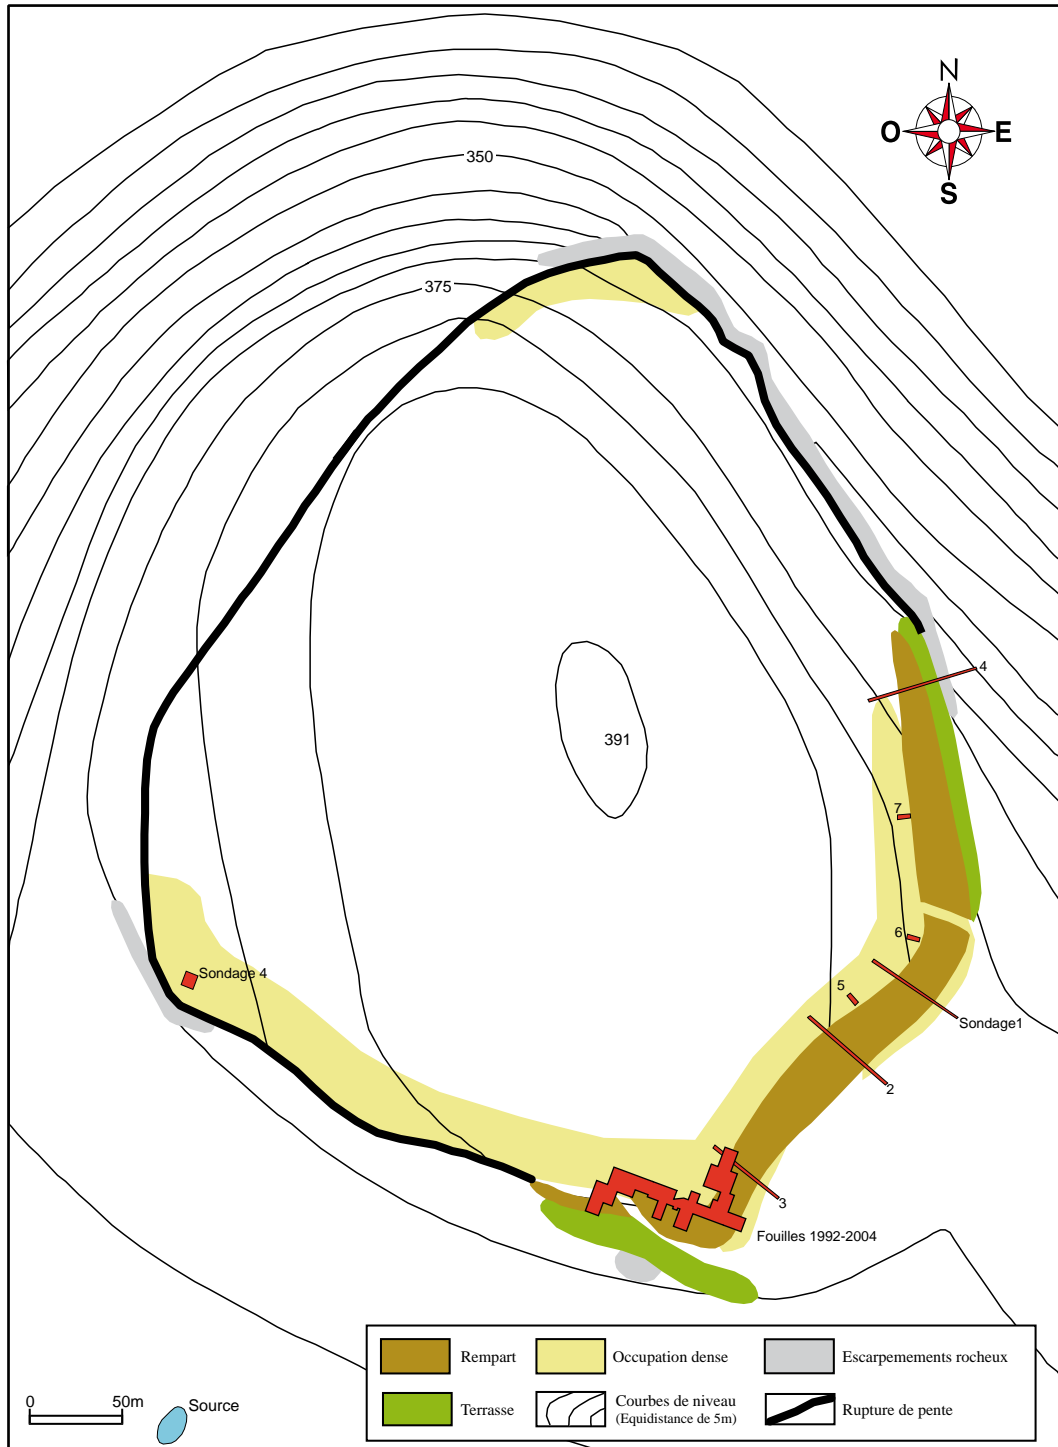 N
O
E
S
350
375
391
4
7
6
5
Sondage 4
Sondage1
2
3
Fouilles 1992-2004
Rempart
Occupation dense
Escarpements rocheux
Terrasse
Courbes de niveau
(Equidistance de 5m)
Rupture de pente
0
50m
Source